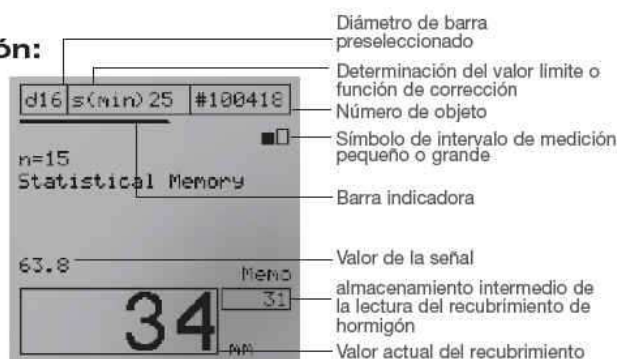 ón:
Diámetro de barra
preseleccionado
Determinación del valor limite o
función de corrección
Número de objeto
Símbolo de intervalo de medición
pequeño o grande
Barra indicadora
Valor de la señal
almacenamiento intermedio de
la lectura del recubrimiento de
hormigón
Valor actual del recubrimiento
d16 s(min) 25 #100418
n=15
Statistical Memory
63.8
Memo
31
34
MM